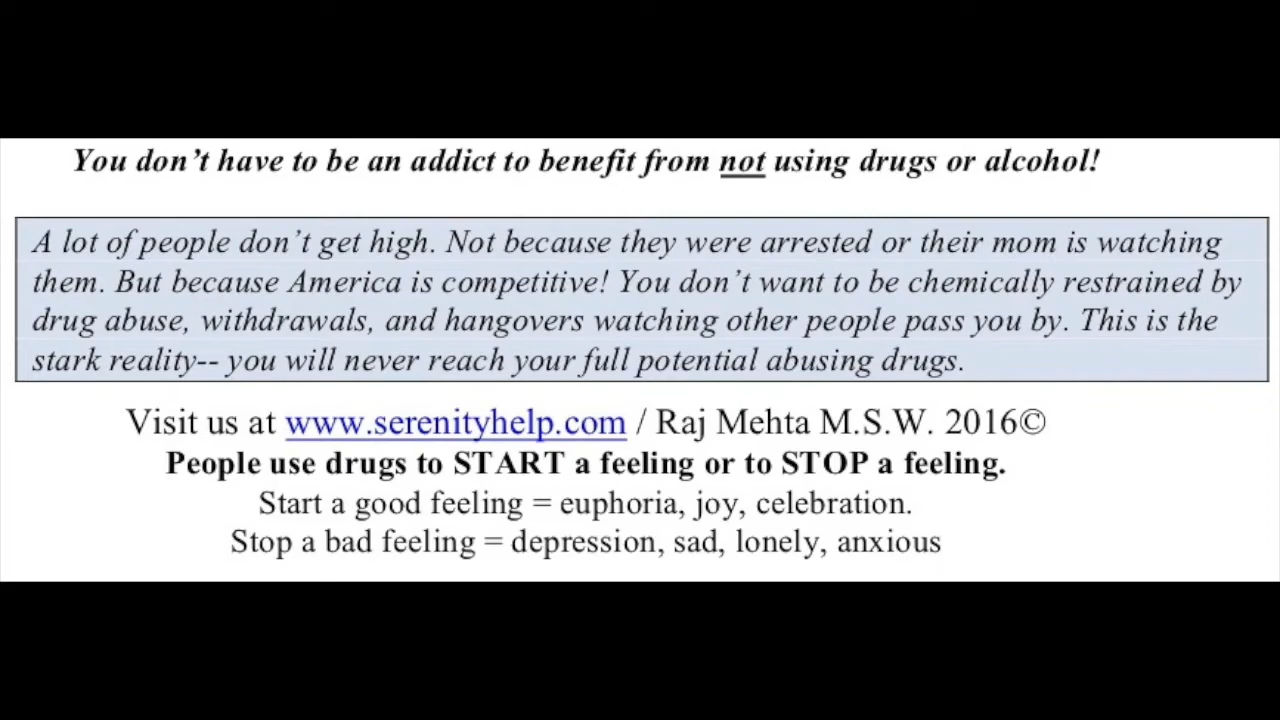 You don’t have to be an addict to benefit from not using drugs or alcohol!
A lot of people don’t get high. Not because they were arrested or their mom is watching
them. But because America is competitive! You don’t want to be chemically restrained by
drug abuse, withdrawals, and hangovers watching other people pass you by. This is the
stark reality-- you will never reach your full potential abusing drugs.
Visit us at www.serenityhelp.com / Raj Mehta M.S.W. 2016©
People use drugs to START a feeling or to STOP a feeling.
Start a good feeling = euphoria, joy, celebration.
Stop a bad feeling = depression, sad, lonely, anxious